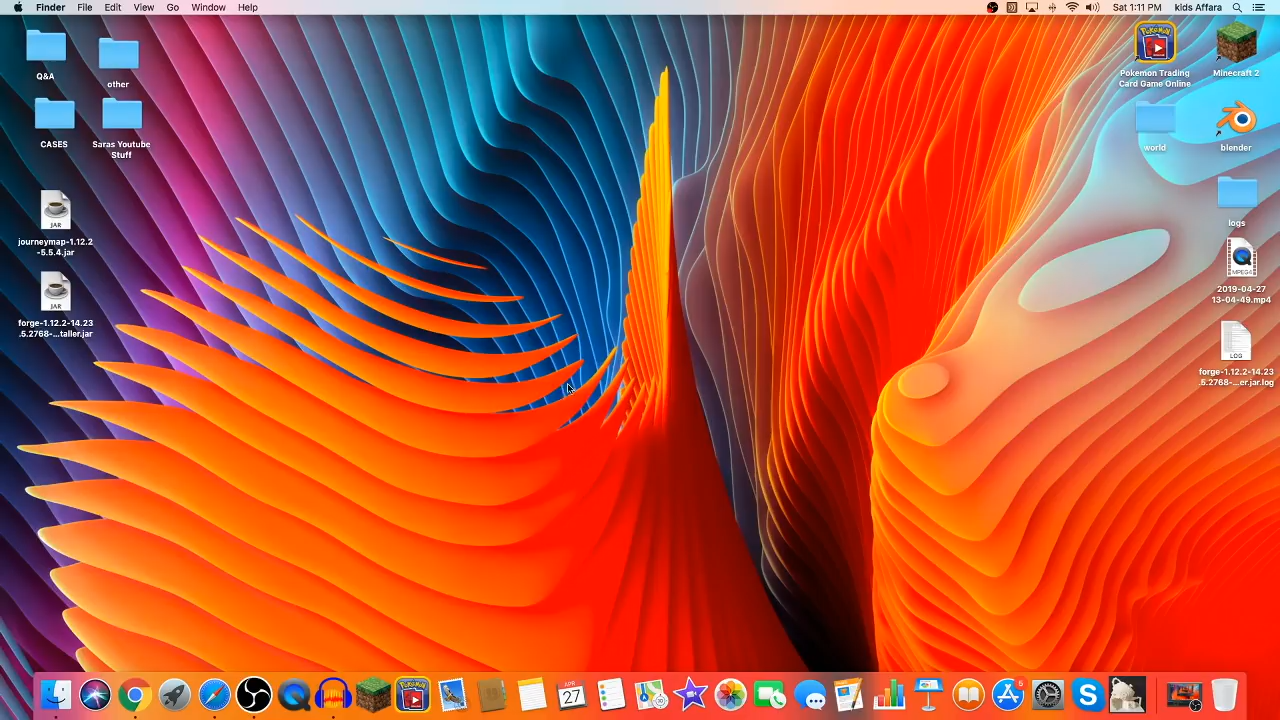 Finder File Edit View Go Window Help
Sat 1:11 PM kids Affara
Q&A
other
CASES
Saras Youtube
Stuff
JAR
journeymap-1.12.2
-5.5.4.jar
JAR
forge-1.12.2-14.23
.5.2768-...taller.jar
Pokemon Trading
Card Game Online
Minecraft 2
world
blender
logs
MPEG4
2019-04-27
13-04-49.mp4
LOG
forge-1.12.2-14.23
.5.2768-...er.jar.log
APR
27